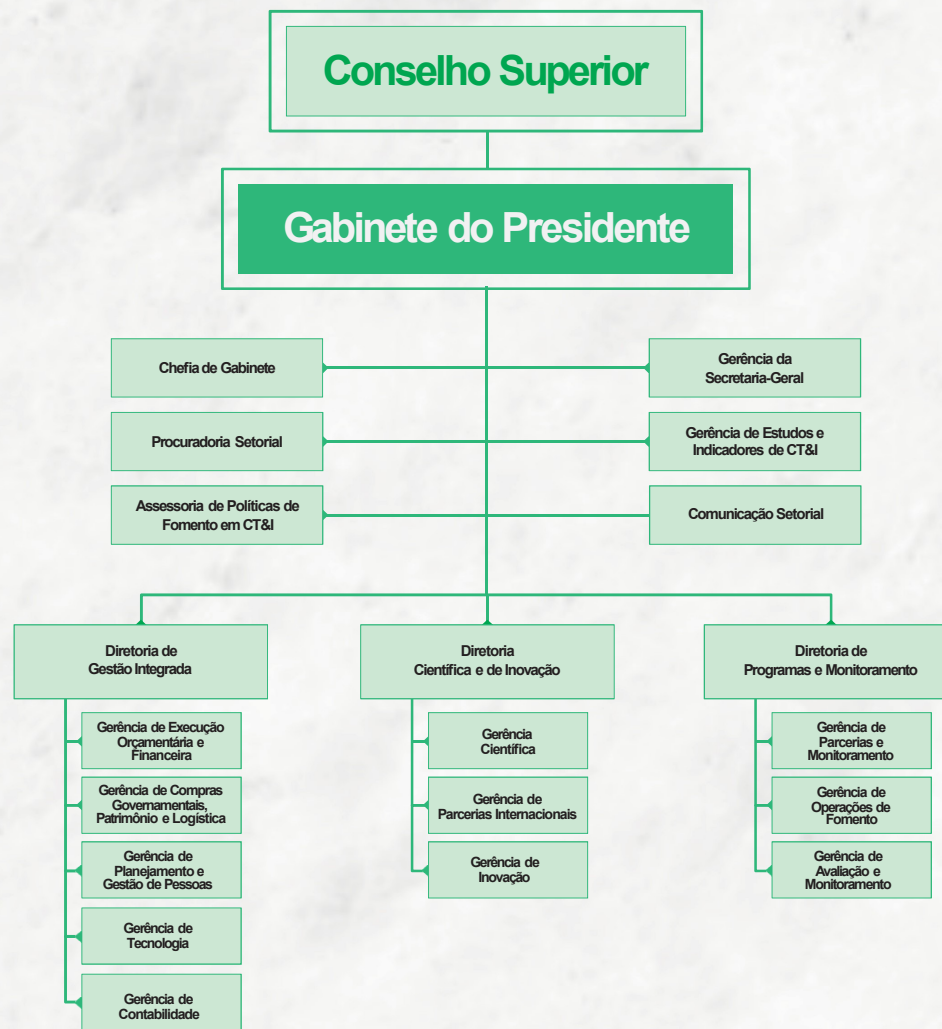 Conselho Superior
Gabinete do Presidente
Chefia de Gabinete
Gerência da
Secretaria-Geral
Procuradoria Setorial
Gerência de Estudos e
Indicadores de CT&I
Assessoria de Políticas de
Fomento em CT&I
Comunicação Setorial
Diretoria de
Gestão Integrada
Gerência de Execução
Orçamentária e
Financeira
Gerência de Compras
Governamentais,
Patrimônio e Logística
Gerência de
Planejamento e
Gestão de Pessoas
Gerência de
Tecnologia
Gerência de
Contabilidade
Diretoria
Científica e de Inovação
Gerência
Científica
Gerência de
Parcerias Internacionais
Gerência de
Inovação
Diretoria de
Programas e Monitoramento
Gerência de
Parcerias e
Monitoramento
Gerência de
Operações de
Fomento
Gerência de
Avaliação e
Monitoramento